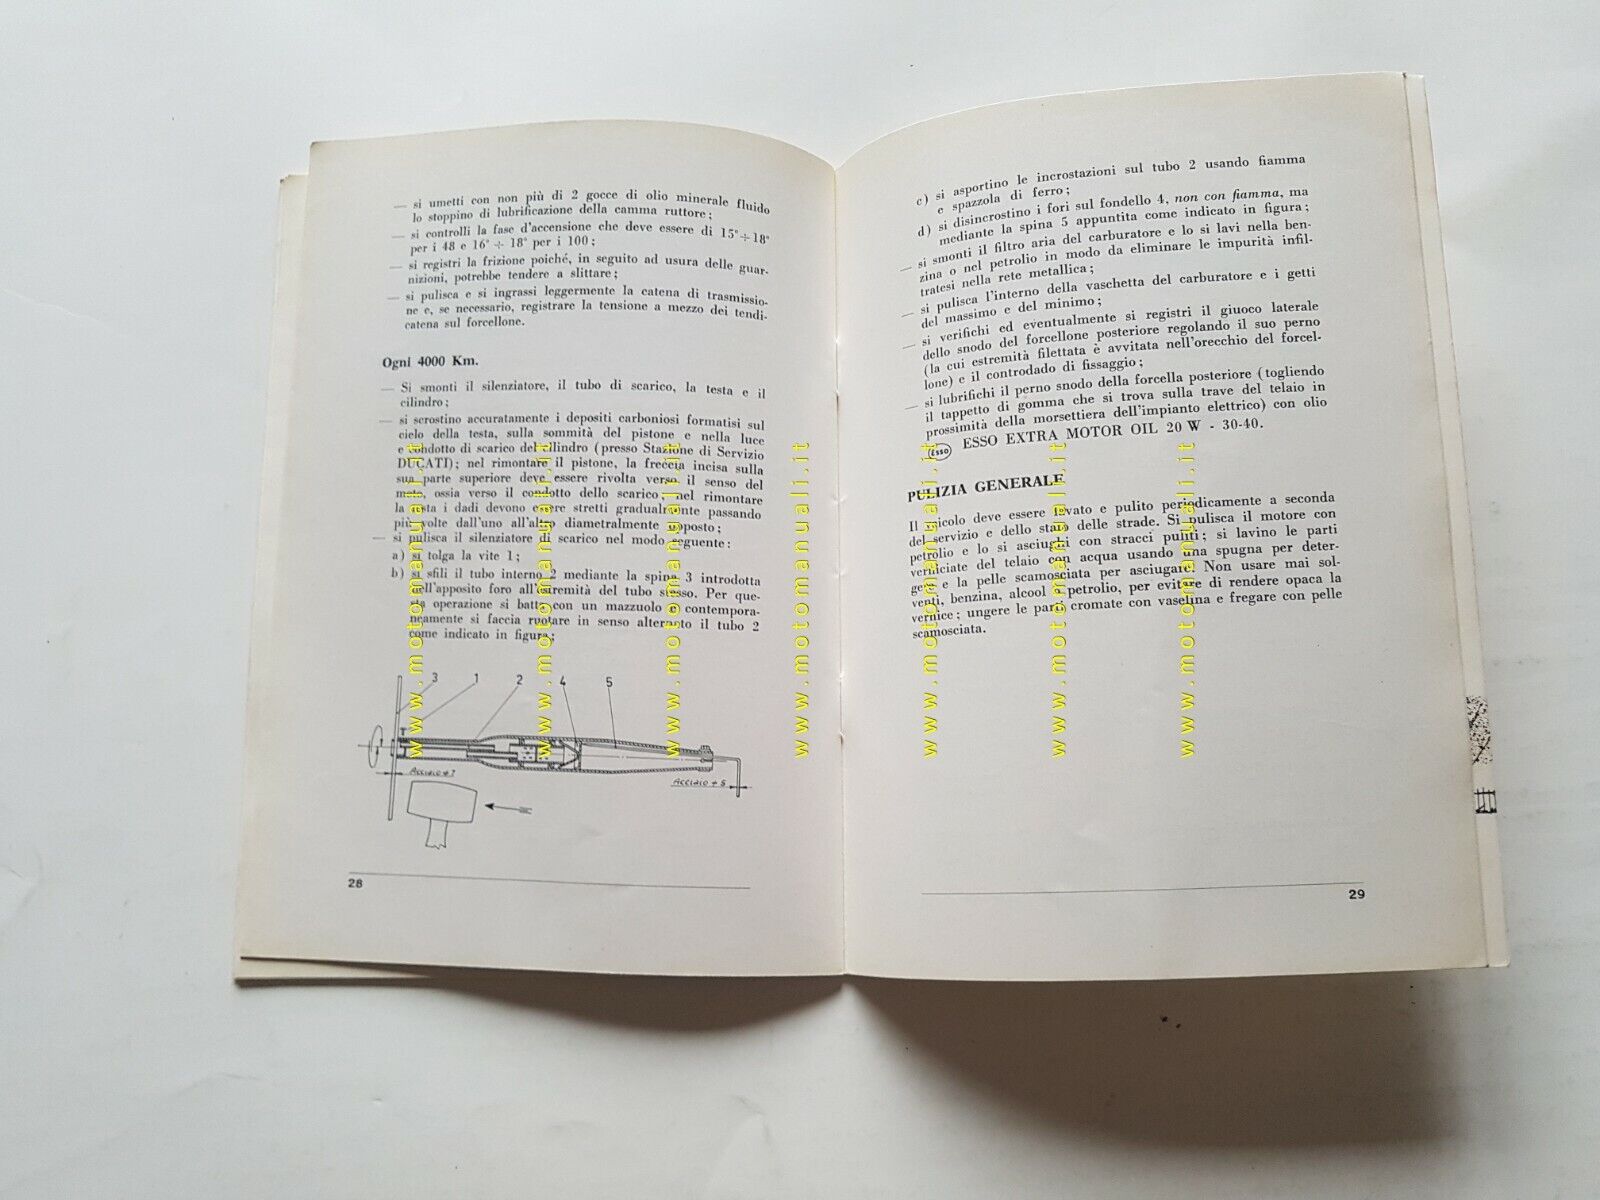 — si umetti con non più di 2 gocce di olio minerale fluido
lo stoppino di lubrificazione della camma ruttore;
— si controlli la fase d'accensione che deve essere di 15°÷18°
per i 48 e 16° ÷ 18° per i 100;
— si registri la frizione poiché, in seguito ad usura delle guar-
nizioni, potrebbe tendere a slittare;
— si pulisca e si ingrassi leggermente la catena di trasmissio-
ne e, se necessario, registrare la tensione a mezzo dei tendi-
catena sul forcellone.
Ogni 4000 Km.
— Si smonti il silenziatore, il tubo di scarico, la testa e il
cilindro;
— si scrostino accuratamente i depositi carboniosi formatisi sul
cielo della testa, sulla sommità del pistone e nella luce
e condotto di scarico del cilindro (presso Stazione di Servizio
DUCATI); nel rimontare il pistone, la freccia incisa sulla
sua parte superiore deve essere rivolta verso il senso del
moto, ossia verso il condotto dello scarico; nel rimontare
la testa i dadi devono essere stretti gradualmente passando
più volte dall'uno all'altro diametralmente opposto;
— si pulisca il silenziatore di scarico nel modo seguente:
a) si tolga la vite 1;
b) si sfili il tubo interno 2 mediante la spina 3 introdotta
nell'apposito foro all'estremità del tubo stesso. Per que-
sta operazione si batta con un mazzuolo e contempora-
neamente si faccia ruotare in senso alternato il tubo 2
come indicato in figura;
3 1 2 4 5
ACCIAIO ⌀ 7
ACCIAIO ⌀ 5
28
c) si asportino le incrostazioni sul tubo 2 usando fiamma
e spazzola di ferro;
d) si disincrostino i fori sul fondello 4, non con fiamma, ma
mediante la spina 5 appuntita come indicato in figura;
— si smonti il filtro aria del carburatore e lo si lavi nella ben-
zina o nel petrolio in modo da eliminare le impurità infil-
tratesi nella rete metallica;
— si pulisca l'interno della vaschetta del carburatore e i getti
del massimo e del minimo;
— si verifichi ed eventualmente si registri il giuoco laterale
dello snodo del forcellone posteriore regolando il suo perno
(la cui estremità filettata è avvitata nell'orecchio del forcel-
lone) e il controdado di fissaggio;
— si lubrifichi il perno snodo della forcella posteriore (togliendo
il tappetto di gomma che si trova sulla trave del telaio in
prossimità della morsettiera dell'impianto elettrico) con olio
Esso ESSO EXTRA MOTOR OIL 20 W - 30-40.
PULIZIA GENERALE
Il veicolo deve essere lavato e pulito periodicamente a seconda
del servizio e dello stato delle strade. Si pulisca il motore con
petrolio e lo si asciughi con stracci puliti; si lavino le parti
verniciate del telaio con acqua usando una spugna per deter-
gere e la pelle scamosciata per asciugare. Non usare mai sol-
venti, benzina, alcool o petrolio, per evitare di rendere opaca la
vernice; ungere le parti cromate con vaselina e fregare con pelle
scamosciata.
29
www.motomanuali.it
www.motomanuali.it
www.motomanuali.it
www.motomanuali.it
www.motomanuali.it
www.motomanuali.it
www.motomanuali.it